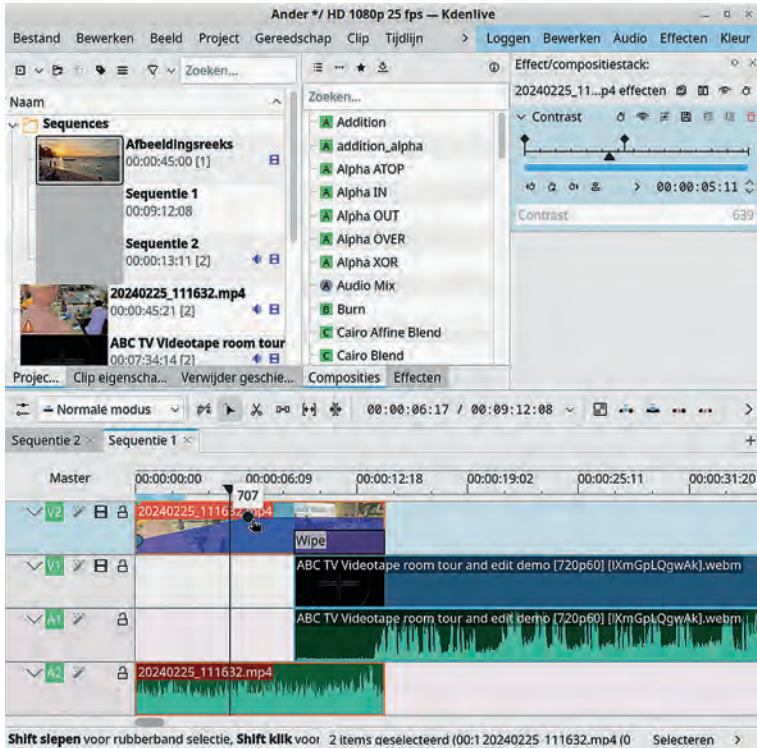 Ander */ HD 1080p 25 fps — Kdenlive
Bestand Bewerken Beeld Project Gereedschap Clip Tijdlijn > Loggen Bewerken Audio Effecten Kleur
Zoeken...
Naam
Sequences
Afbeeldingsreeks
00:00:45:00 [1]
Sequentie 1
00:09:12:08
Sequentie 2
00:00:13:11 [2]
20240225_111632.mp4
00:00:45:21 [2]
ABC TV Videotape room tour
00:07:34:14 [2]
Projec... Clip eigenscha... Verwijder geschie...
Zoeken...
Addition
addition_alpha
Alpha ATOP
Alpha IN
Alpha OUT
Alpha OVER
Alpha XOR
Audio Mix
Burn
Cairo Affine Blend
Cairo Blend
Composities Effecten
Effect/compositiestack:
20240225_11...p4 effecten
Contrast
00:00:05:11
Contrast 639
Normale modus 00:00:06:17 / 00:09:12:08
Sequentie 2 Sequentie 1
Master 00:00:00:00 00:00:06:09 00:00:12:18 00:00:19:02 00:00:25:11 00:00:31:20
707
V2 20240225_111632.mp4
Wipe
V1 ABC TV Videotape room tour and edit demo [720p60] [IXmGpLQgwAk].webm
A1 ABC TV Videotape room tour and edit demo [720p60] [IXmGpLQgwAk].webm
A2 20240225_111632.mp4
Shift slepen voor rubberband selectie, Shift klik voor 2 items geselecteerd (00:1 20240225_111632.mp4 (0 Selecteren >